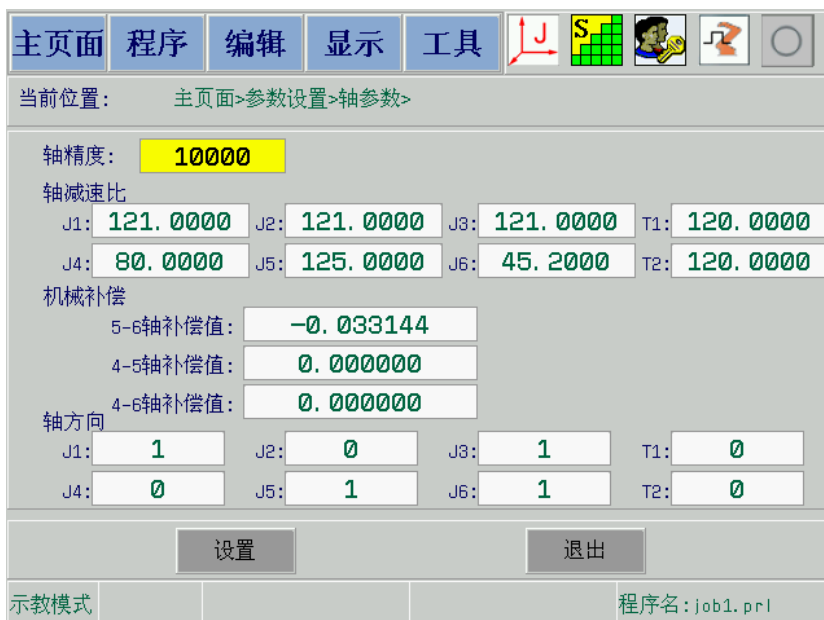 主页面 程序 编辑 显示 工具 J S
当前位置: 主页面>参数设置>轴参数>
轴精度: 10000
轴减速比
J1: 121.0000 J2: 121.0000 J3: 121.0000 T1: 120.0000
J4: 80.0000 J5: 125.0000 J6: 45.2000 T2: 120.0000
机械补偿
5-6轴补偿值: -0.033144
4-5轴补偿值: 0.000000
4-6轴补偿值: 0.000000
轴方向
J1: 1 J2: 0 J3: 1 T1: 0
J4: 0 J5: 1 J6: 1 T2: 0
设置 退出
示教模式 程序名:job1.prl